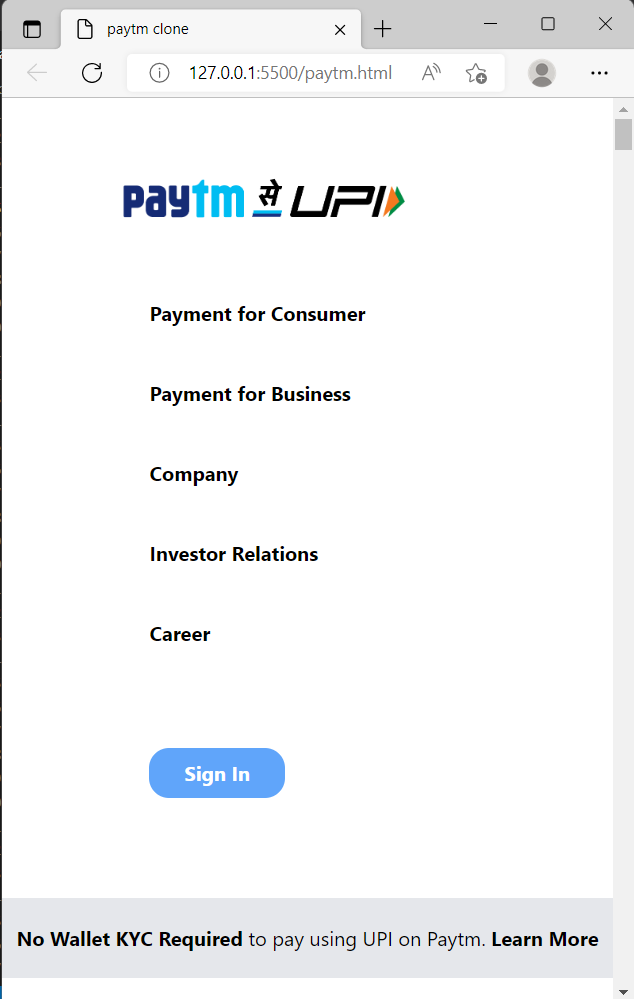 paytm clone
127.0.0.1:5500/paytm.html
paytm से UPI
Payment for Consumer
Payment for Business
Company
Investor Relations
Career
Sign In
No Wallet KYC Required to pay using UPI on Paytm. Learn More